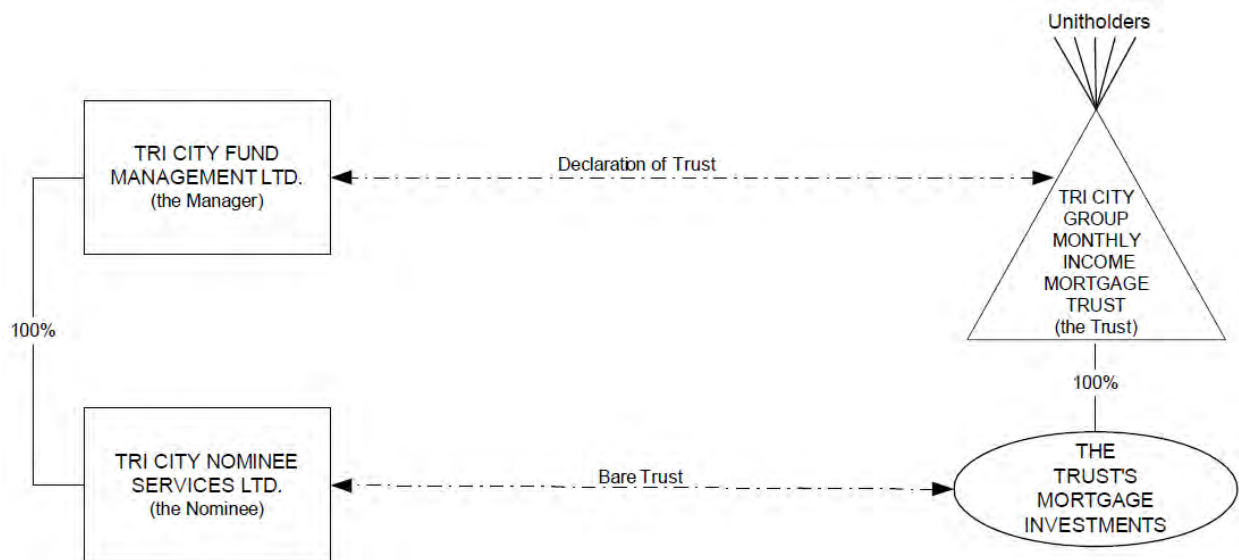 Unitholders
TRI CITY FUND
MANAGEMENT LTD.
(the Manager)
Declaration of Trust
TRI CITY
GROUP
MONTHLY
INCOME
MORTGAGE
TRUST
(the Trust)
100%
100%
TRI CITY NOMINEE
SERVICES LTD.
(the Nominee)
Bare Trust
THE
TRUST'S
MORTGAGE
INVESTMENTS